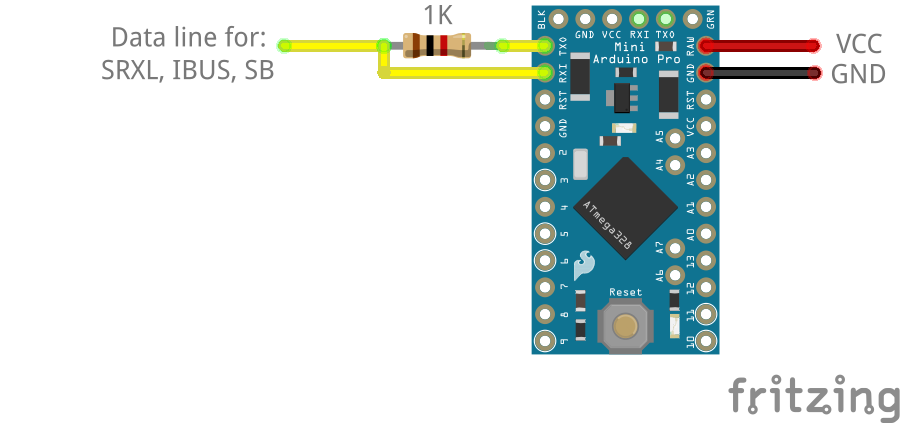 1K
Data line for:
SRXL, IBUS, SB
VCC
GND
BLK
GND VCC RXI TXO
GRN
Mini
Arduino Pro
TXO
RXI
RST
GND
2
3
4
5
6
7
8
9
RAW
GND
RST
VCC
A3
A2
A1
A0
13
12
11
10
A5
A4
A7
A6
ATmega328
Reset
fritzing